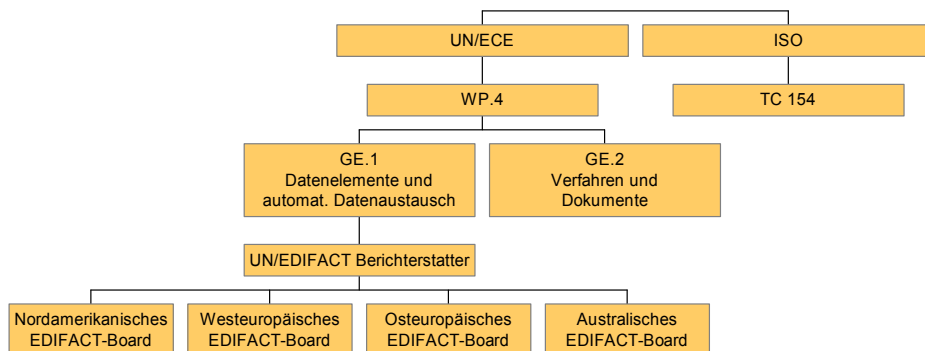 UN/ECE
ISO
WP.4
TC 154
GE.1
Datenelemente und
automat. Datenaustausch
GE.2
Verfahren und
Dokumente
UN/EDIFACT Berichterstatter
Nordamerikanisches
EDIFACT-Board
Westeuropäisches
EDIFACT-Board
Osteuropäisches
EDIFACT-Board
Australisches
EDIFACT-Board